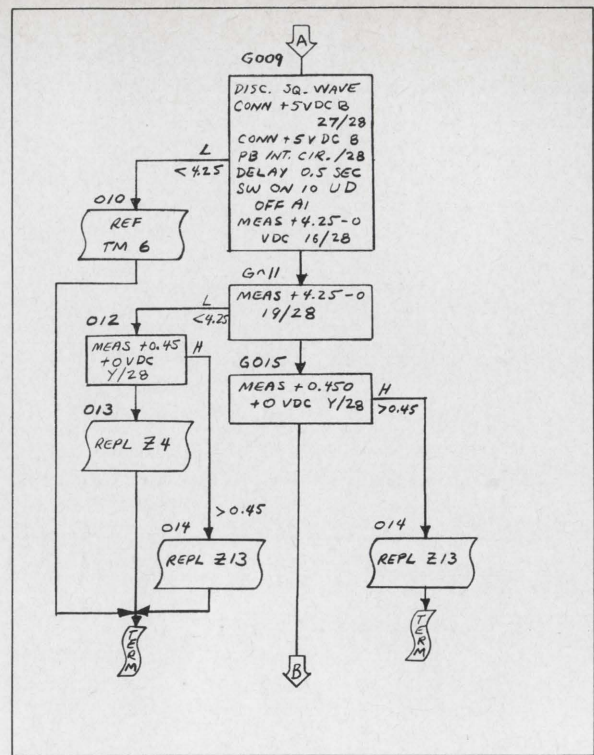 A
G009
DISC. SQ. WAVE
CONN +5VDC B
27/28
CONN +5VDC B
PB INT. CIR./28
DELAY 0.5 SEC
SW ON 10 UD
OFF A1
MEAS +4.25-0
VDC 16/28
L
< 4.25
010
REF
TM 6
G011
MEAS +4.25-0
19/28
L
<4.25
012
MEAS +0.45
+0VDC
Y/28
H
G015
MEAS +0.450
+0 VDC Y/28
H
>0.45
013
REPL Z4
>0.45
014
REPL Z13
014
REPL Z13
TERM
TERM
B